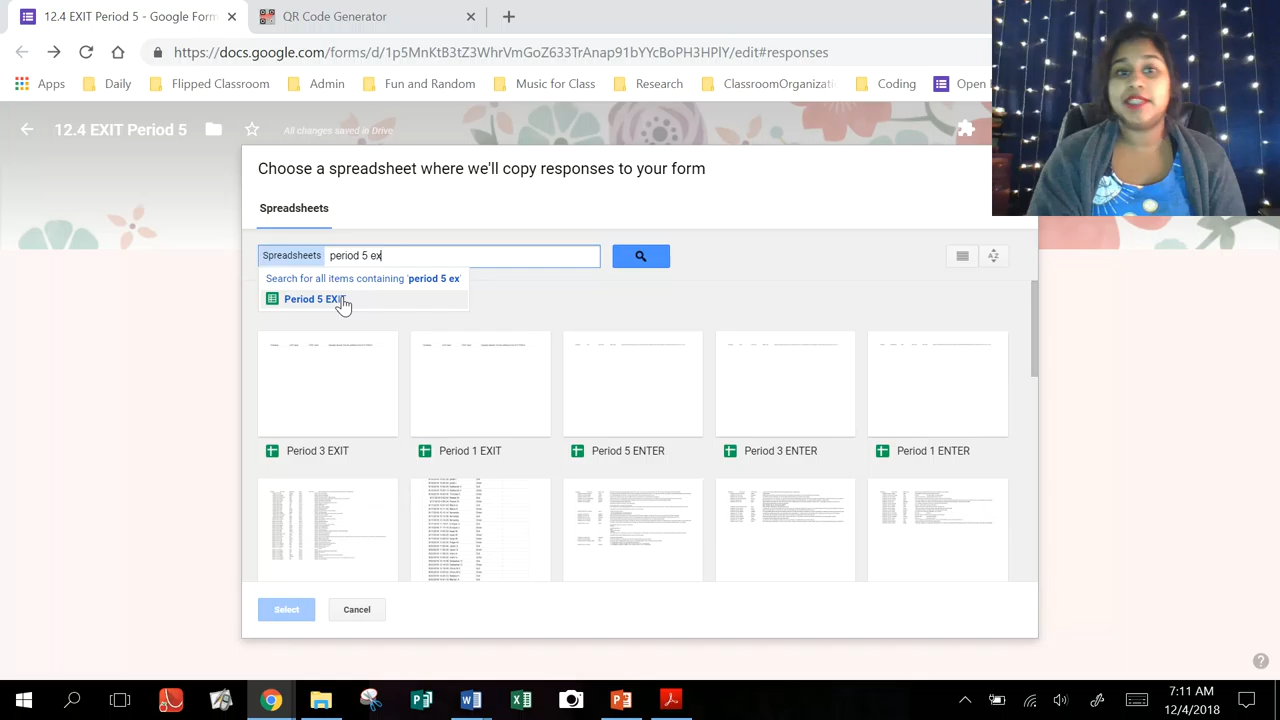 12.4 EXIT Period 5 - Google Form
QR Code Generator
https://docs.google.com/forms/d/1p5MnKtB3tZ3WhrVmGoZ633TrAnap91bYYcBoPH3HPlY/edit#responses
Apps
Daily
Flipped Classroom
Admin
Fun and Random
Music for Class
Research
ClassroomOrganizati
Coding
Open
12.4 EXIT Period 5
All changes saved in Drive
Choose a spreadsheet where we'll copy responses to your form
Spreadsheets
Spreadsheets period 5 ex
Search for all items containing 'period 5 ex'
Period 5 EXIT
AZ
Period 3 EXIT
Period 1 EXIT
Period 5 ENTER
Period 3 ENTER
Period 1 ENTER
Select
Cancel
7:11 AM
12/4/2018